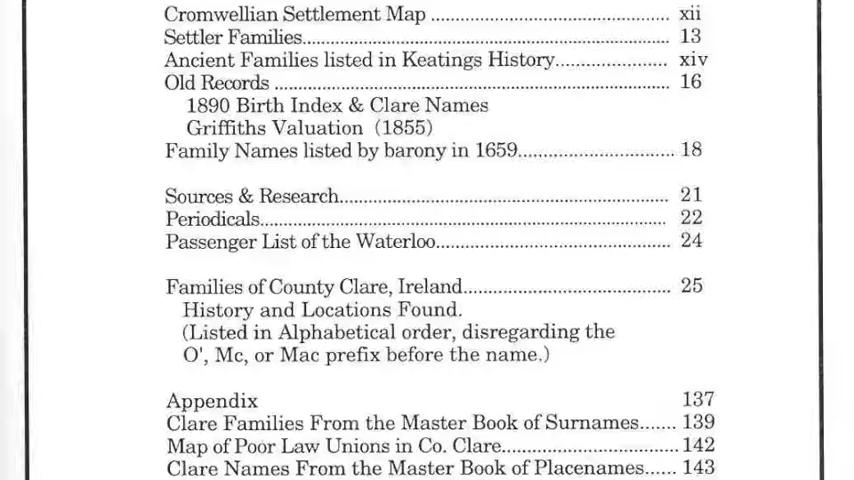 Cromwellian Settlement Map ........................................ xii
Settler Families................................................................ 13
Ancient Families listed in Keatings History.................... xiv
Old Records ..................................................................... 16
1890 Birth Index & Clare Names
Griffiths Valuation (1855)
Family Names listed by barony in 1659........................... 18
Sources & Research......................................................... 21
Periodicals....................................................................... 22
Passenger List of the Waterloo......................................... 24
Families of County Clare, Ireland.................................... 25
History and Locations Found.
(Listed in Alphabetical order, disregarding the
O', Mc, or Mac prefix before the name.)
Appendix 137
Clare Families From the Master Book of Surnames....... 139
Map of Poor Law Unions in Co. Clare............................... 142
Clare Names From the Master Book of Placenames...... 143